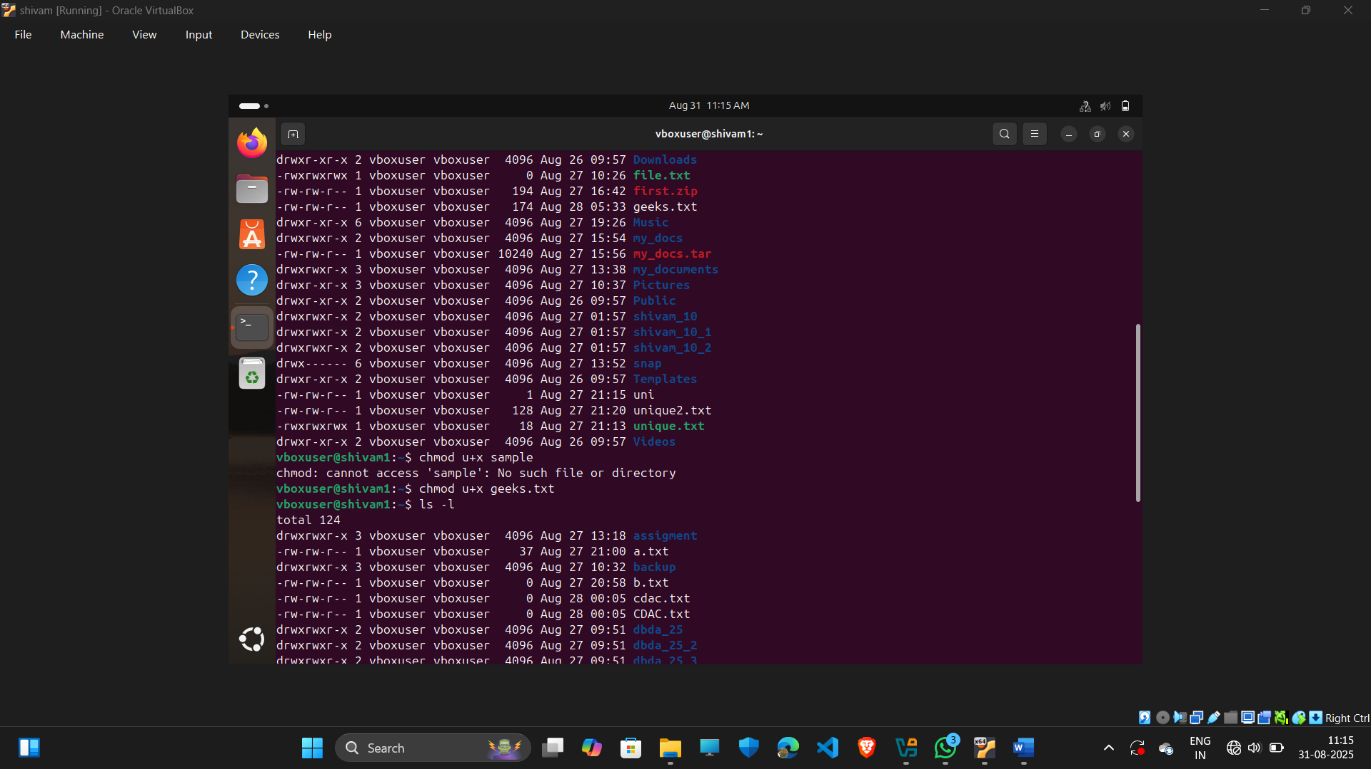 shivam [Running] - Oracle VirtualBox
File Machine View Input Devices Help
Aug 31 11:15 AM
vboxuser@shivam1: ~
drwxr-xr-x 2 vboxuser vboxuser  4096 Aug 26 09:57 Downloads
-rwxrwxrwx 1 vboxuser vboxuser     0 Aug 27 10:26 file.txt
-rw-rw-r-- 1 vboxuser vboxuser   194 Aug 27 16:42 first.zip
-rw-rw-r-- 1 vboxuser vboxuser   174 Aug 28 05:33 geeks.txt
drwxr-xr-x 6 vboxuser vboxuser  4096 Aug 27 19:26 Music
drwxrwxr-x 2 vboxuser vboxuser  4096 Aug 27 15:54 my_docs
-rw-rw-r-- 1 vboxuser vboxuser 10240 Aug 27 15:56 my_docs.tar
drwxrwxr-x 3 vboxuser vboxuser  4096 Aug 27 13:38 my_documents
drwxr-xr-x 3 vboxuser vboxuser  4096 Aug 27 10:37 Pictures
drwxr-xr-x 2 vboxuser vboxuser  4096 Aug 26 09:57 Public
drwxrwxr-x 2 vboxuser vboxuser  4096 Aug 27 01:57 shivam_10
drwxrwxr-x 2 vboxuser vboxuser  4096 Aug 27 01:57 shivam_10_1
drwxrwxr-x 2 vboxuser vboxuser  4096 Aug 27 01:57 shivam_10_2
drwx------ 6 vboxuser vboxuser  4096 Aug 27 13:52 snap
drwxr-xr-x 2 vboxuser vboxuser  4096 Aug 26 09:57 Templates
-rw-rw-r-- 1 vboxuser vboxuser     1 Aug 27 21:15 uni
-rw-rw-r-- 1 vboxuser vboxuser   128 Aug 27 21:20 unique2.txt
-rwxrwxrwx 1 vboxuser vboxuser    18 Aug 27 21:13 unique.txt
drwxr-xr-x 2 vboxuser vboxuser  4096 Aug 26 09:57 Videos
vboxuser@shivam1:~$ chmod u+x sample
chmod: cannot access 'sample': No such file or directory
vboxuser@shivam1:~$ chmod u+x geeks.txt
vboxuser@shivam1:~$ ls -l
total 124
drwxrwxr-x 3 vboxuser vboxuser  4096 Aug 27 13:18 assigment
-rw-rw-r-- 1 vboxuser vboxuser    37 Aug 27 21:00 a.txt
drwxrwxr-x 3 vboxuser vboxuser  4096 Aug 27 10:32 backup
-rw-rw-r-- 1 vboxuser vboxuser     0 Aug 27 20:58 b.txt
-rw-rw-r-- 1 vboxuser vboxuser     0 Aug 28 00:05 cdac.txt
-rw-rw-r-- 1 vboxuser vboxuser     0 Aug 28 00:05 CDAC.txt
drwxrwxr-x 2 vboxuser vboxuser  4096 Aug 27 09:51 dbda_25
drwxrwxr-x 2 vboxuser vboxuser  4096 Aug 27 09:51 dbda_25_2
drwxrwxr-x 2 vboxuser vboxuser  4096 Aug 27 09:51 dbda_25_3
Right Ctrl
Search
3
ENG
IN
11:15
31-08-2025